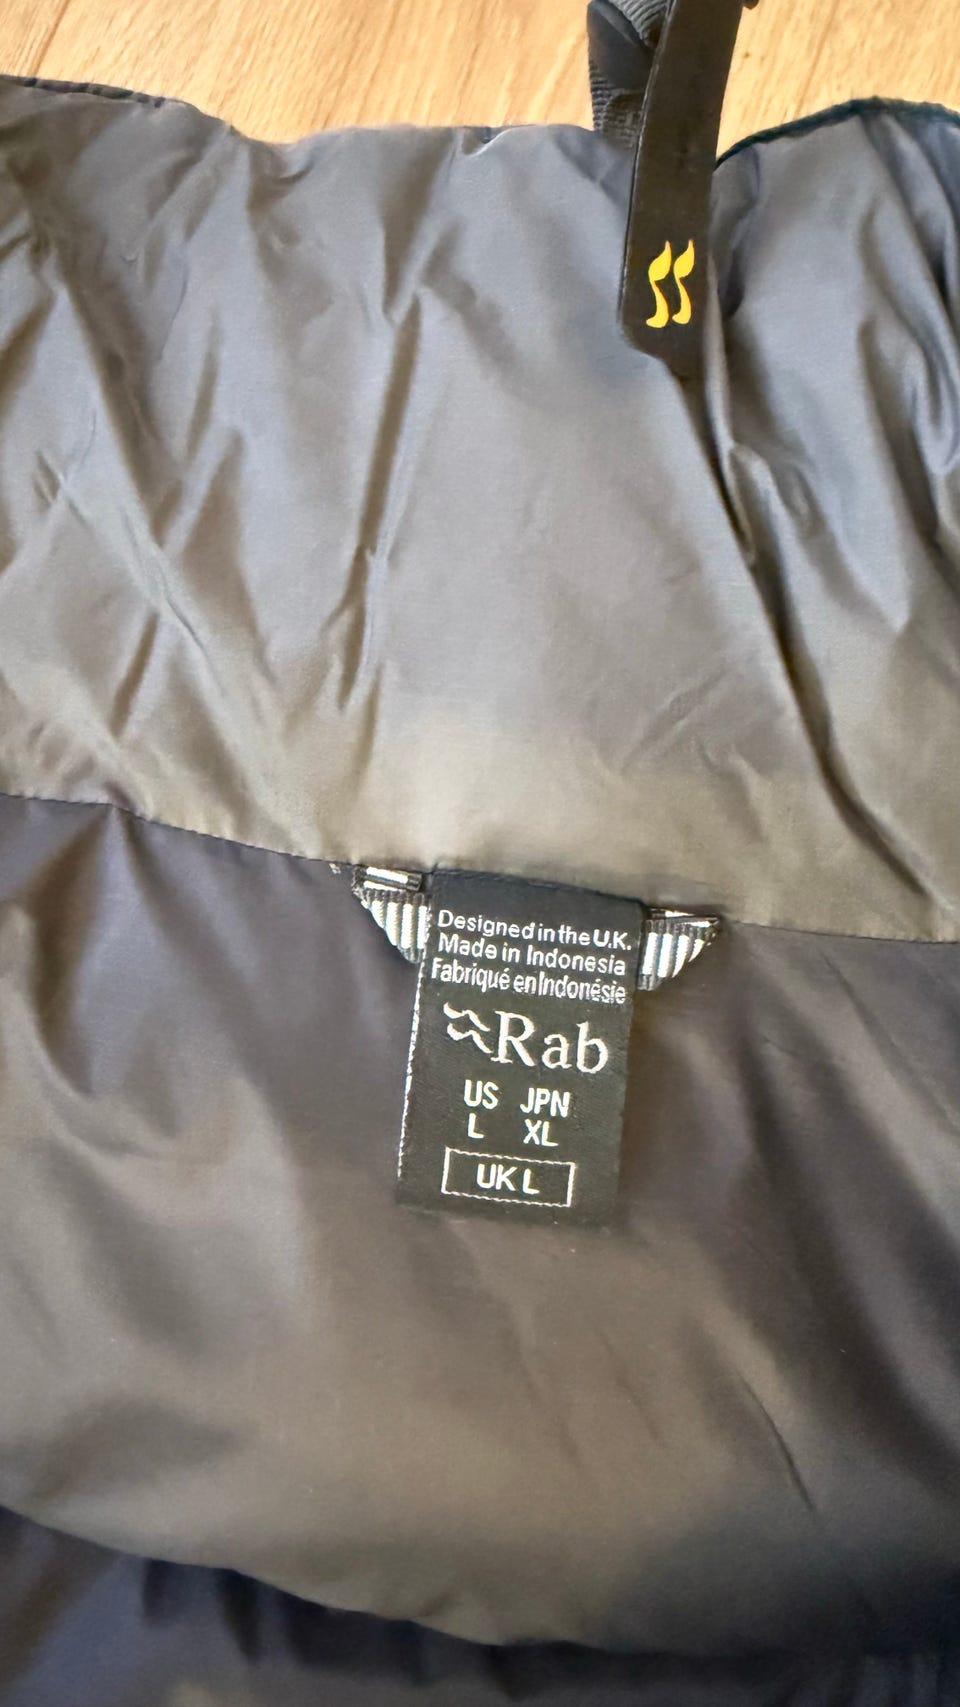 Designed in the U.K.
Made in Indonesia
Fabriqué en Indonésie
Rab
US JPN
L XL
UK L